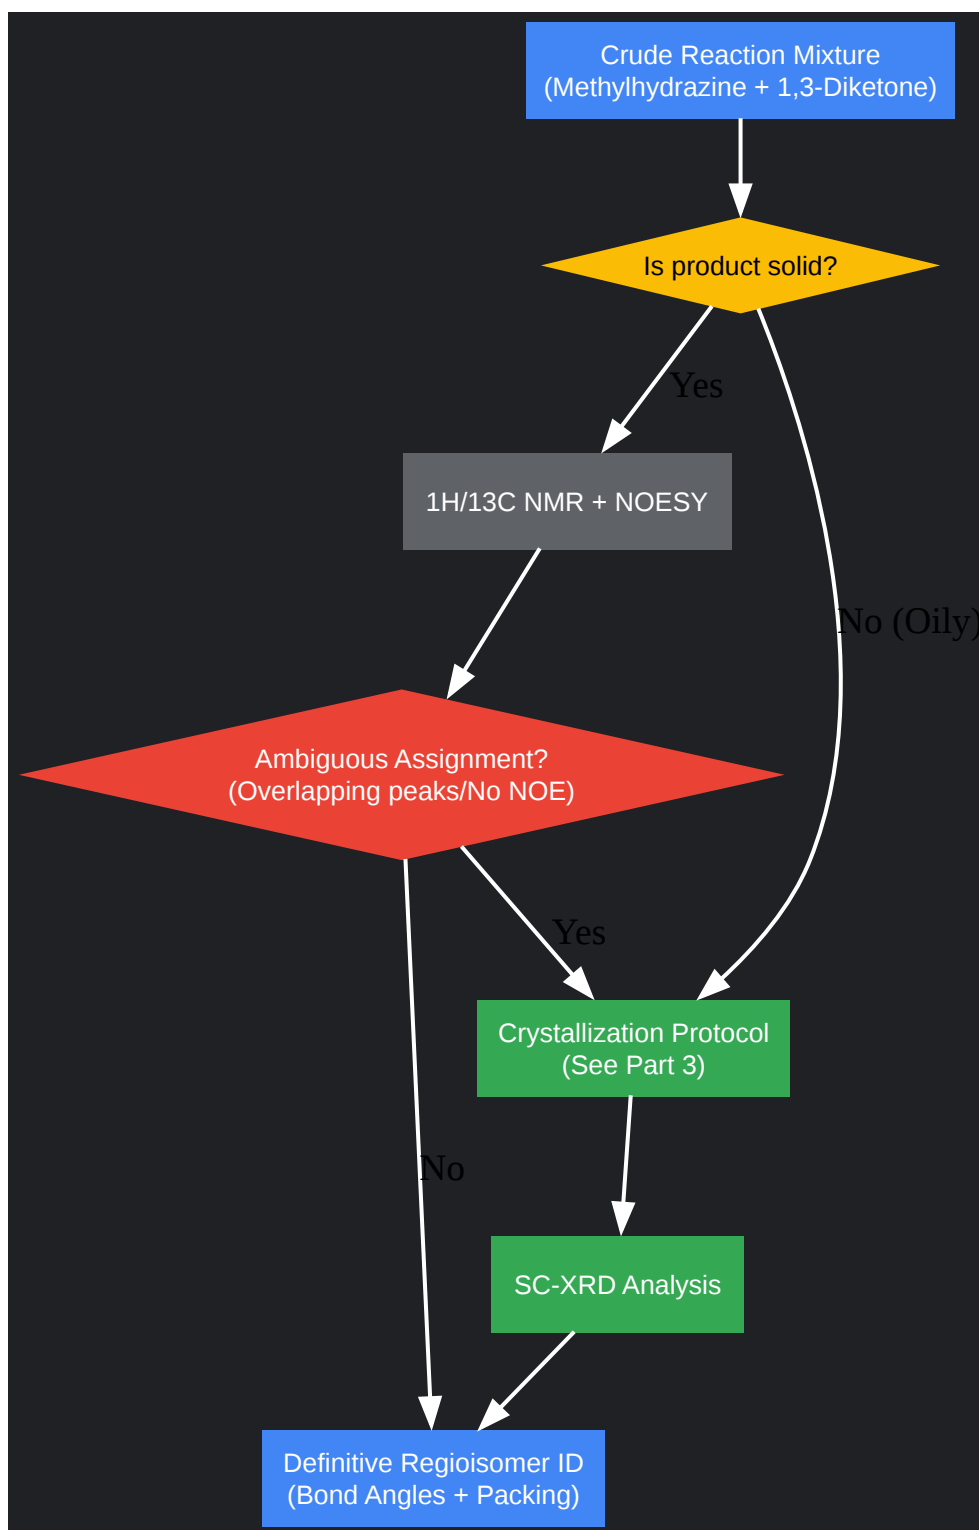 Crude Reaction Mixture
(Methylhydrazine + 1,3-Diketone)
Is product solid?
Yes
1H/13C NMR + NOESY
No (Oily)
Ambiguous Assignment?
(Overlapping peaks/No NOE)
Yes
Crystallization Protocol
(See Part 3)
No
SC-XRD Analysis
Definitive Regioisomer ID
(Bond Angles + Packing)